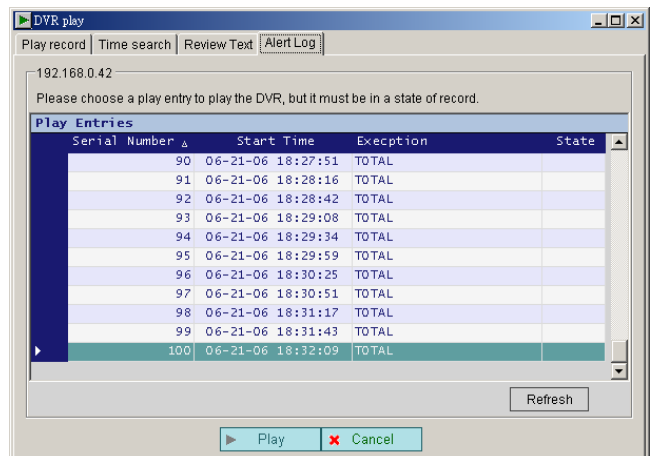 DVR play
Play record Time search Review Text Alert Log
192.168.0.42
Please choose a play entry to play the DVR, but it must be in a state of record.
Play Entries
Serial Number Start Time Execption State
90 06-21-06 18:27:51 TOTAL
91 06-21-06 18:28:16 TOTAL
92 06-21-06 18:28:42 TOTAL
93 06-21-06 18:29:08 TOTAL
94 06-21-06 18:29:34 TOTAL
95 06-21-06 18:29:59 TOTAL
96 06-21-06 18:30:25 TOTAL
97 06-21-06 18:30:51 TOTAL
98 06-21-06 18:31:17 TOTAL
99 06-21-06 18:31:43 TOTAL
100 06-21-06 18:32:09 TOTAL
Refresh
Play Cancel